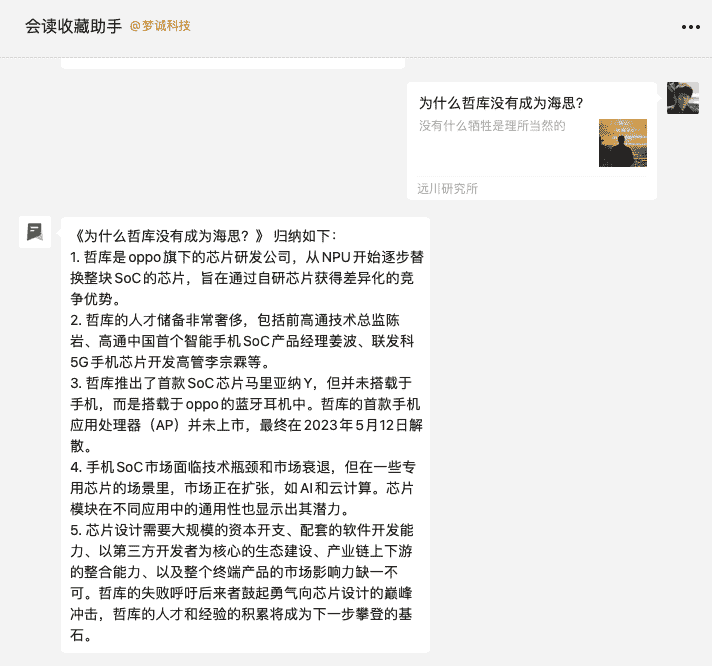 会读收藏助手 @梦诚科技
为什么哲库没有成为海思?
没有什么牺牲是理所当然的
远川研究所
《为什么哲库没有成为海思？》 归纳如下：
1. 哲库是oppo旗下的芯片研发公司，从NPU开始逐步替
换整块SoC的芯片，旨在通过自研芯片获得差异化的竞
争优势。
2. 哲库的人才储备非常奢侈，包括前高通技术总监陈
岩、高通中国首个智能手机SoC产品经理姜波、联发科
5G手机芯片开发高管李宗霖等。
3. 哲库推出了首款SoC芯片马里亚纳Y，但并未搭载于
手机，而是搭载于oppo的蓝牙耳机中。哲库的首款手机
应用处理器（AP）并未上市，最终在2023年5月12日解
散。
4. 手机SoC市场面临技术瓶颈和市场衰退，但在一些专
用芯片的场景里，市场正在扩张，如AI和云计算。芯片
模块在不同应用中的通用性也显示出其潜力。
5. 芯片设计需要大规模的资本开支、配套的软件开发能
力、以第三方开发者为核心的生态建设、产业链上下游
的整合能力、以及整个终端产品的市场影响力缺一不
可。哲库的失败呼吁后来者鼓起勇气向芯片设计的巅峰
冲击，哲库的人才和经验的积累将成为下一步攀登的基
石。